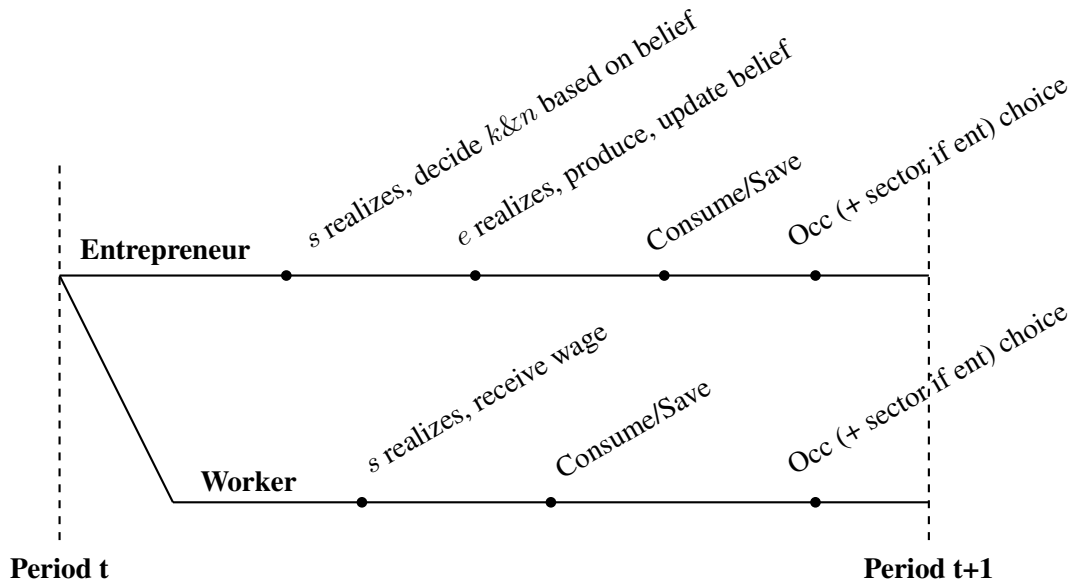 s realizes, decide k&n based on belief
e realizes, produce, update belief
Consume/Save
Occ (+ sector if ent) choice
Entrepreneur
s realizes, receive wage
Consume/Save
Occ (+ sector if ent) choice
Worker
Period t
Period t+1